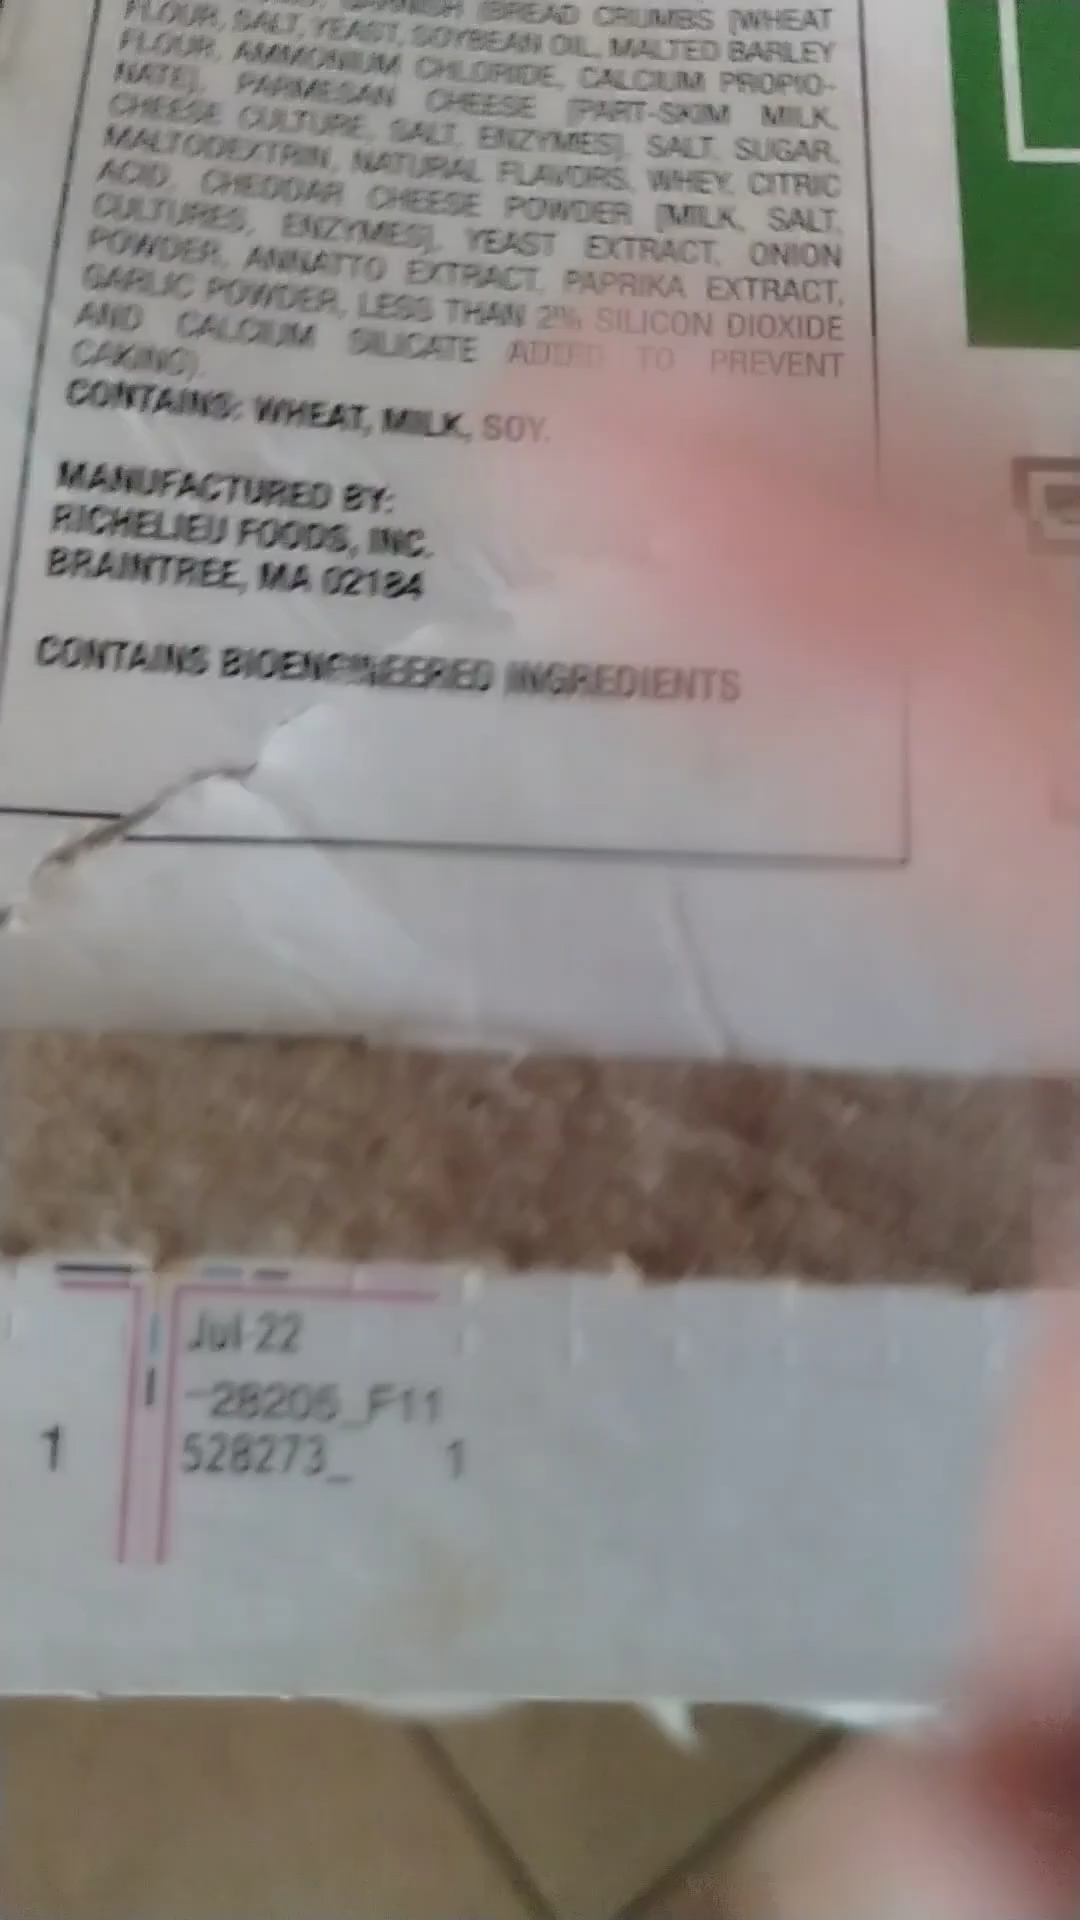 GARNISH (BREAD CRUMBS [WHEAT
FLOUR, SALT, YEAST, SOYBEAN OIL, MALTED BARLEY
FLOUR, AMMONIUM CHLORIDE, CALCIUM PROPIO-
NATE], PARMESAN CHEESE [PART-SKIM MILK,
CHEESE CULTURE, SALT, ENZYMES], SALT, SUGAR,
MALTODEXTRIN, NATURAL FLAVORS, WHEY, CITRIC
ACID, CHEDDAR CHEESE POWDER [MILK, SALT,
CULTURES, ENZYMES], YEAST EXTRACT, ONION
POWDER, ANNATTO EXTRACT, PAPRIKA EXTRACT,
GARLIC POWDER, LESS THAN 2% SILICON DIOXIDE
AND CALCIUM SILICATE ADDED TO PREVENT
CAKING).
CONTAINS: WHEAT, MILK, SOY.
MANUFACTURED BY:
RICHELIEU FOODS, INC.
BRAINTREE, MA 02184
CONTAINS BIOENGINEERED INGREDIENTS
Jul-22
-28205_F11
1 528273_ 1